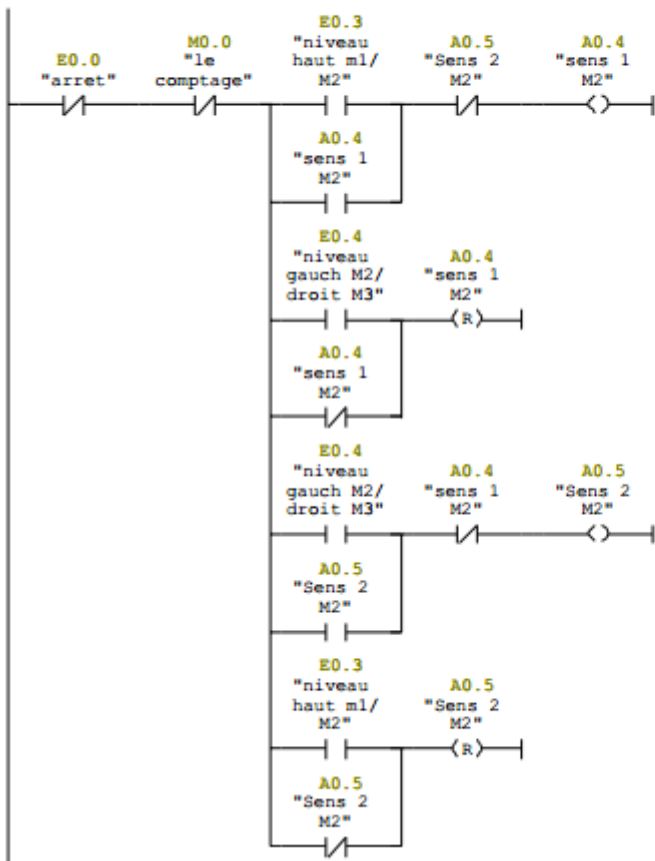 E0.3
M0.0 "niveau A0.5 A0.4
E0.0 "le haut m1/ "Sens 2 "sens 1
"arret" comptage" M2" M2" M2"
A0.4
"sens 1
M2"
E0.4
"niveau A0.4
gauch M2/ "sens 1
droit M3" M2"
(R)
A0.4
"sens 1
M2"
E0.4
"niveau A0.4 A0.5
gauch M2/ "sens 1 "Sens 2
droit M3" M2" M2"
A0.5
"Sens 2
M2"
E0.3
"niveau A0.5
haut m1/ "Sens 2
M2" M2"
(R)
A0.5
"Sens 2
M2"